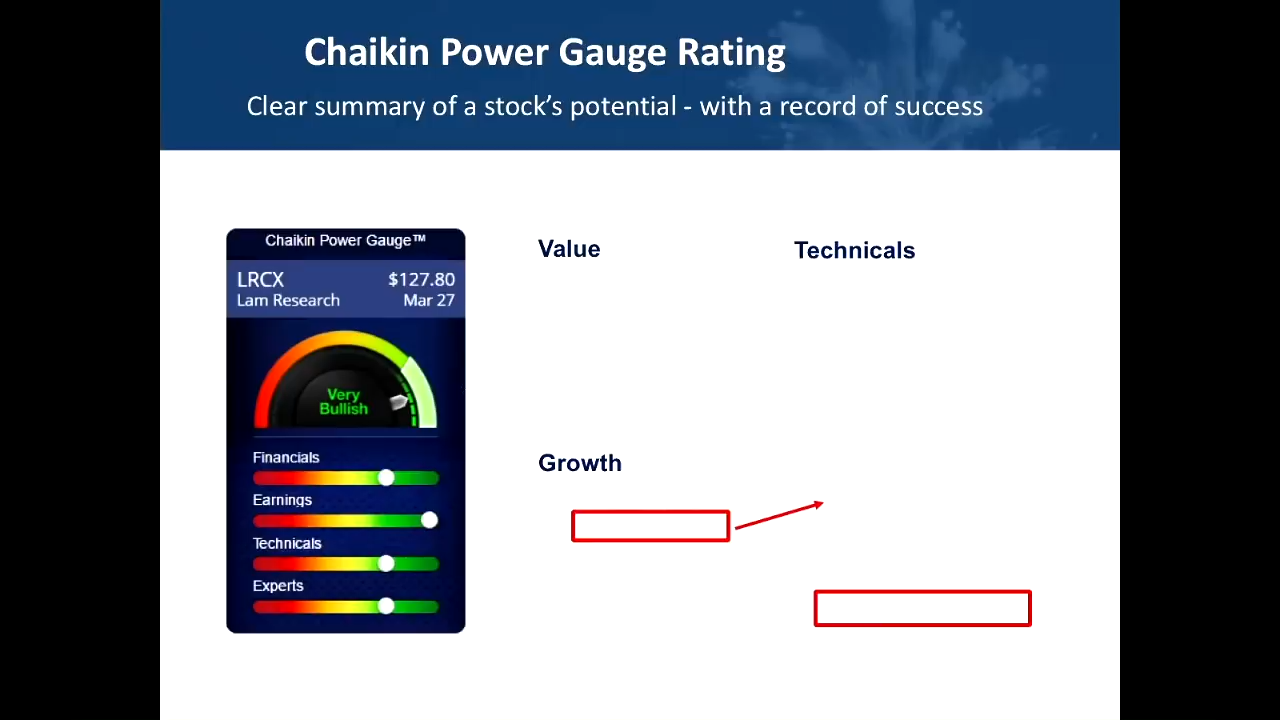 Chaikin Power Gauge Rating
Clear summary of a stock’s potential - with a record of success
Chaikin Power Gauge™
LRCX $127.80
Lam Research Mar 27
Very
Bullish
Financials
Earnings
Technicals
Experts
Value
Technicals
Growth